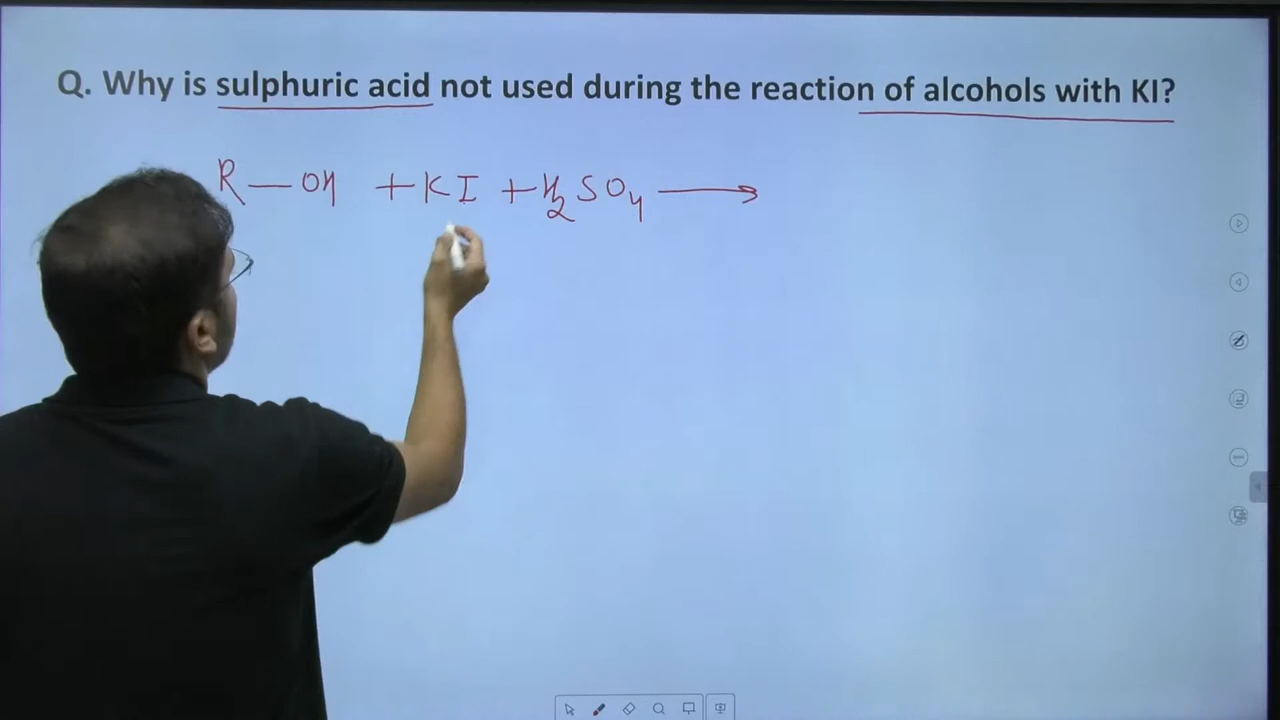 Q. Why is sulphuric acid not used during the reaction of alcohols with KI?
R — OH + KI + H₂SO₄ ⟶